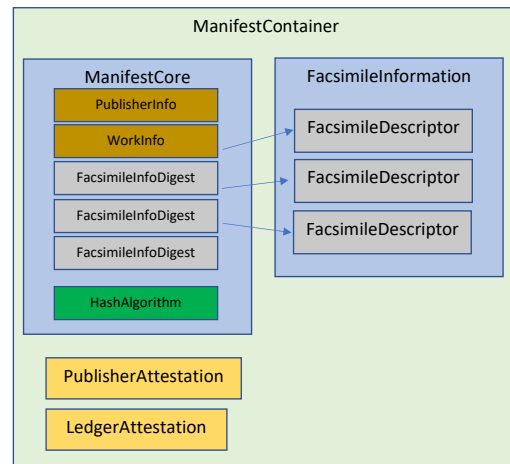 ManifestContainer
ManifestCore
PublisherInfo
WorkInfo
FacsimileInfoDigest
FacsimileInfoDigest
FacsimileInfoDigest
HashAlgorithm
FacsimileInformation
FacsimileDescriptor
FacsimileDescriptor
FacsimileDescriptor
PublisherAttestation
LedgerAttestation